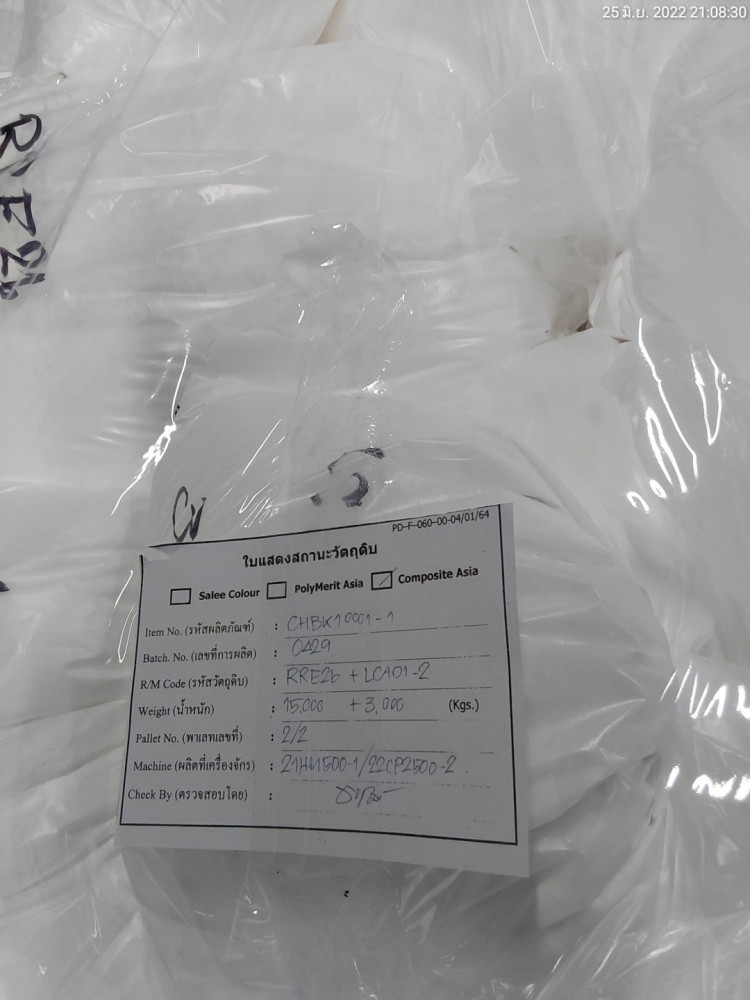 25 มิ.ย. 2022 21:08:30
PD-F-060-00-04/01/64
ใบแสดงสถานะวัตถุดิบ
Salee Colour PolyMerit Asia Composite Asia
Item No. (รหัสผลิตภัณฑ์) : CHBK10001-1
Batch. No. (เลขที่การผลิต) : 0429
R/M Code (รหัสวัตถุดิบ) : RRE26 + LCA01-2
Weight (น้ำหนัก) : 15,000 + 3,000 (Kgs.)
Pallet No. (พาเลทเลขที่) : 2/2
Machine (ผลิตที่เครื่องจักร) : 21HM500-1/22CP2500-2
Check By (ตรวจสอบโดย) :